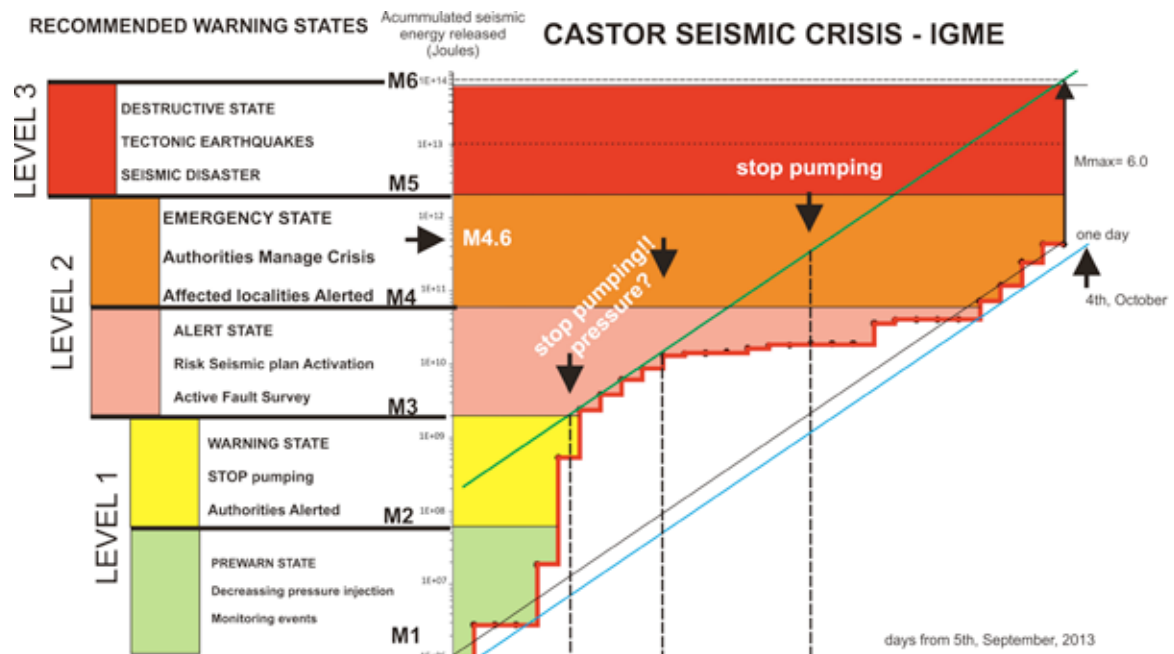 RECOMMENDED WARNING STATES
Acummulated seismic
energy released
(Joules)
CASTOR SEISMIC CRISIS - IGME
LEVEL 3
DESTRUCTIVE STATE
TECTONIC EARTHQUAKES
SEISMIC DISASTER
M6
M5
1E+14
1E+13
stop pumping
Mmax= 6.0
LEVEL 2
EMERGENCY STATE
Authorities Manage Crisis
Affected localities Alerted
M4
1E+12
1E+11
M4.6
stop pumping!!
pressure?
one day
4th, October
ALERT STATE
Risk Seismic plan Activation
Active Fault Survey
M3
1E+10
LEVEL 1
WARNING STATE
STOP pumping
Authorities Alerted
M2
1E+09
1E+08
PREWARN STATE
Decreassing pressure injection
Monitoring events
M1
1E+07
days from 5th, September, 2013